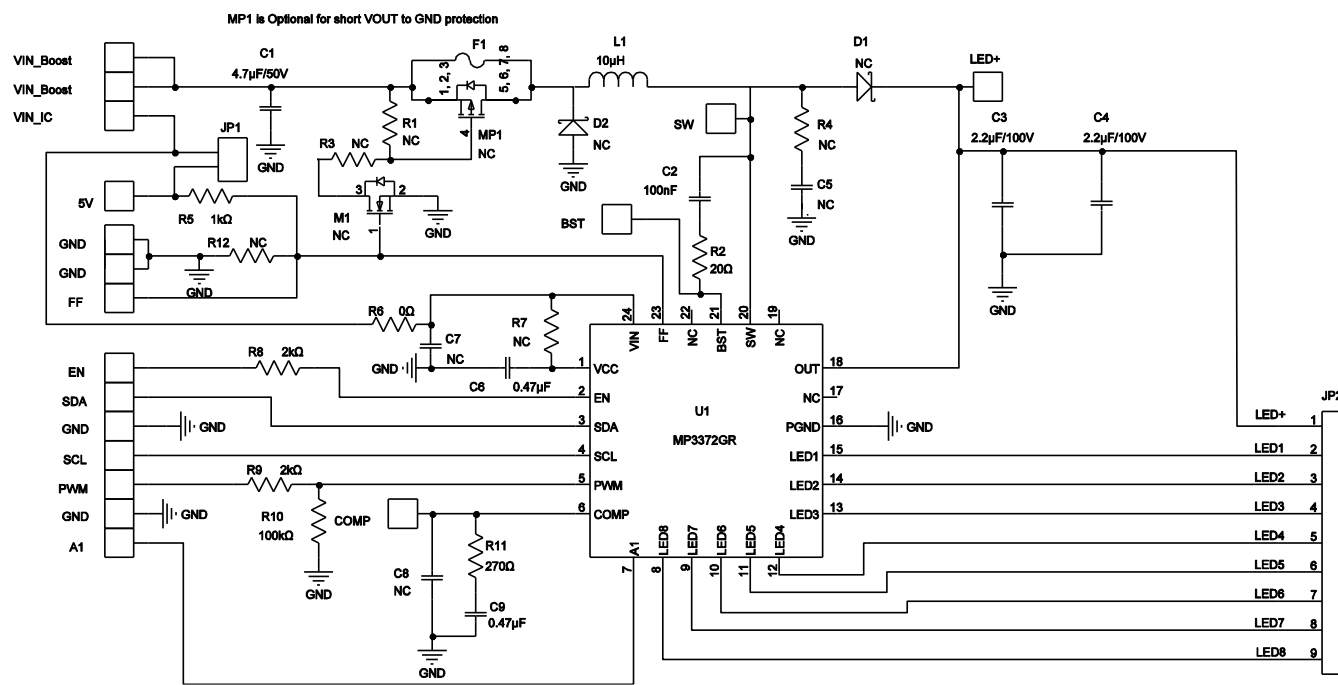 MP1 is Optional for short VOUT to GND protection
VIN_Boost
VIN_Boost
VIN_IC
C1
4.7μF/50V
GND
JP1
F1
1, 2, 3
5, 6, 7, 8
4
MP1
NC
R1
NC
R3
NC
3
2
M1
NC
1
GND
L1
10μH
D2
NC
GND
D1
NC
LED+
SW
R4
NC
C5
NC
GND
C2
100nF
BST
R2
20Ω
C3
2.2μF/100V
C4
2.2μF/100V
GND
5V
R5
1kΩ
GND
GND
FF
R12
NC
GND
R6
0Ω
C7
NC
GND
R7
NC
C6
0.47μF
24
23
22
21
20
19
VIN
FF
NC
BST
SW
NC
EN
SDA
GND
SCL
PWM
GND
A1
R8
2kΩ
GND
R9
2kΩ
GND
R10
100kΩ
GND
COMP
C8
NC
R11
270Ω
C9
0.47μF
GND
1
VCC
2
EN
3
SDA
4
SCL
5
PWM
6
COMP
U1
MP3372GR
OUT
18
NC
17
PGND
16
GND
LED1
15
LED2
14
LED3
13
A1
LED8
LED7
LED6
LED5
LED4
7
8
9
10
11
12
JP2
LED+
1
LED1
2
LED2
3
LED3
4
LED4
5
LED5
6
LED6
7
LED7
8
LED8
9